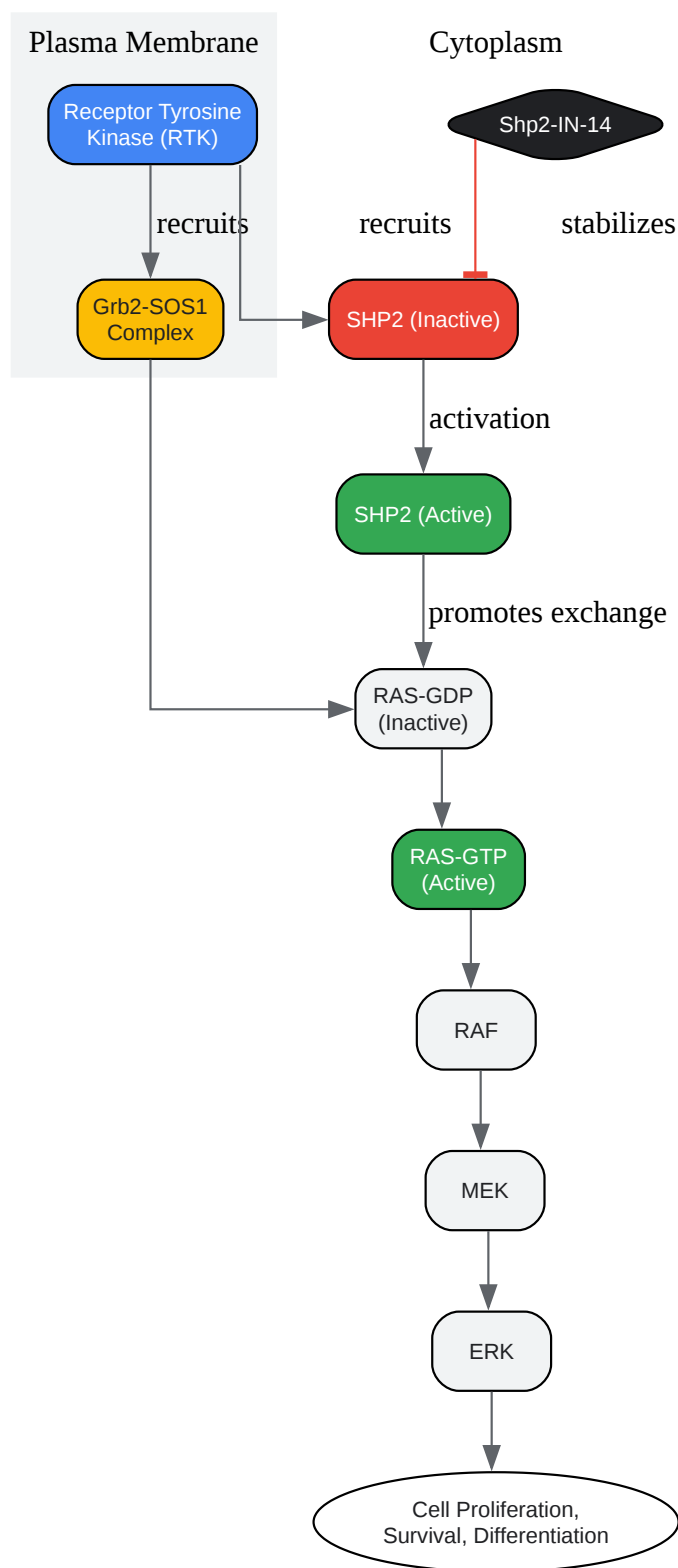 Plasma Membrane
Cytoplasm
Receptor Tyrosine
Kinase (RTK)
Shp2-IN-14
recruits
recruits
stabilizes
Grb2-SOS1
Complex
SHP2 (Inactive)
activation
SHP2 (Active)
promotes exchange
RAS-GDP
(Inactive)
RAS-GTP
(Active)
RAF
MEK
ERK
Cell Proliferation,
Survival, Differentiation